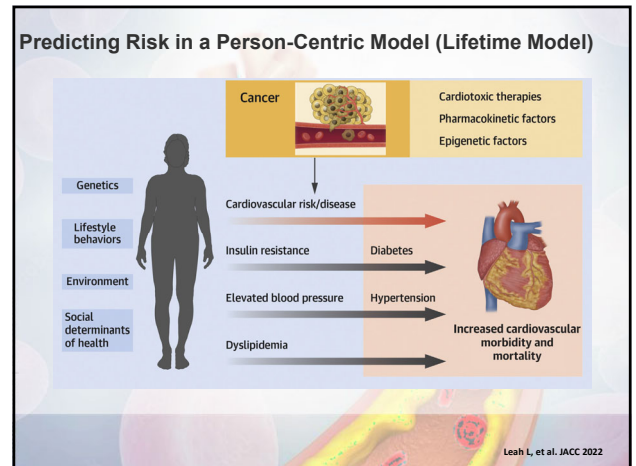 Predicting Risk in a Person-Centric Model (Lifetime Model)
Cancer
Cardiotoxic therapies
Pharmacokinetic factors
Epigenetic factors
Genetics
Lifestyle
behaviors
Environment
Social
determinants
of health
Cardiovascular risk/disease
Insulin resistance
Diabetes
Elevated blood pressure
Hypertension
Dyslipidemia
Increased cardiovascular
morbidity and
mortality
Leah L, et al. JACC 2022